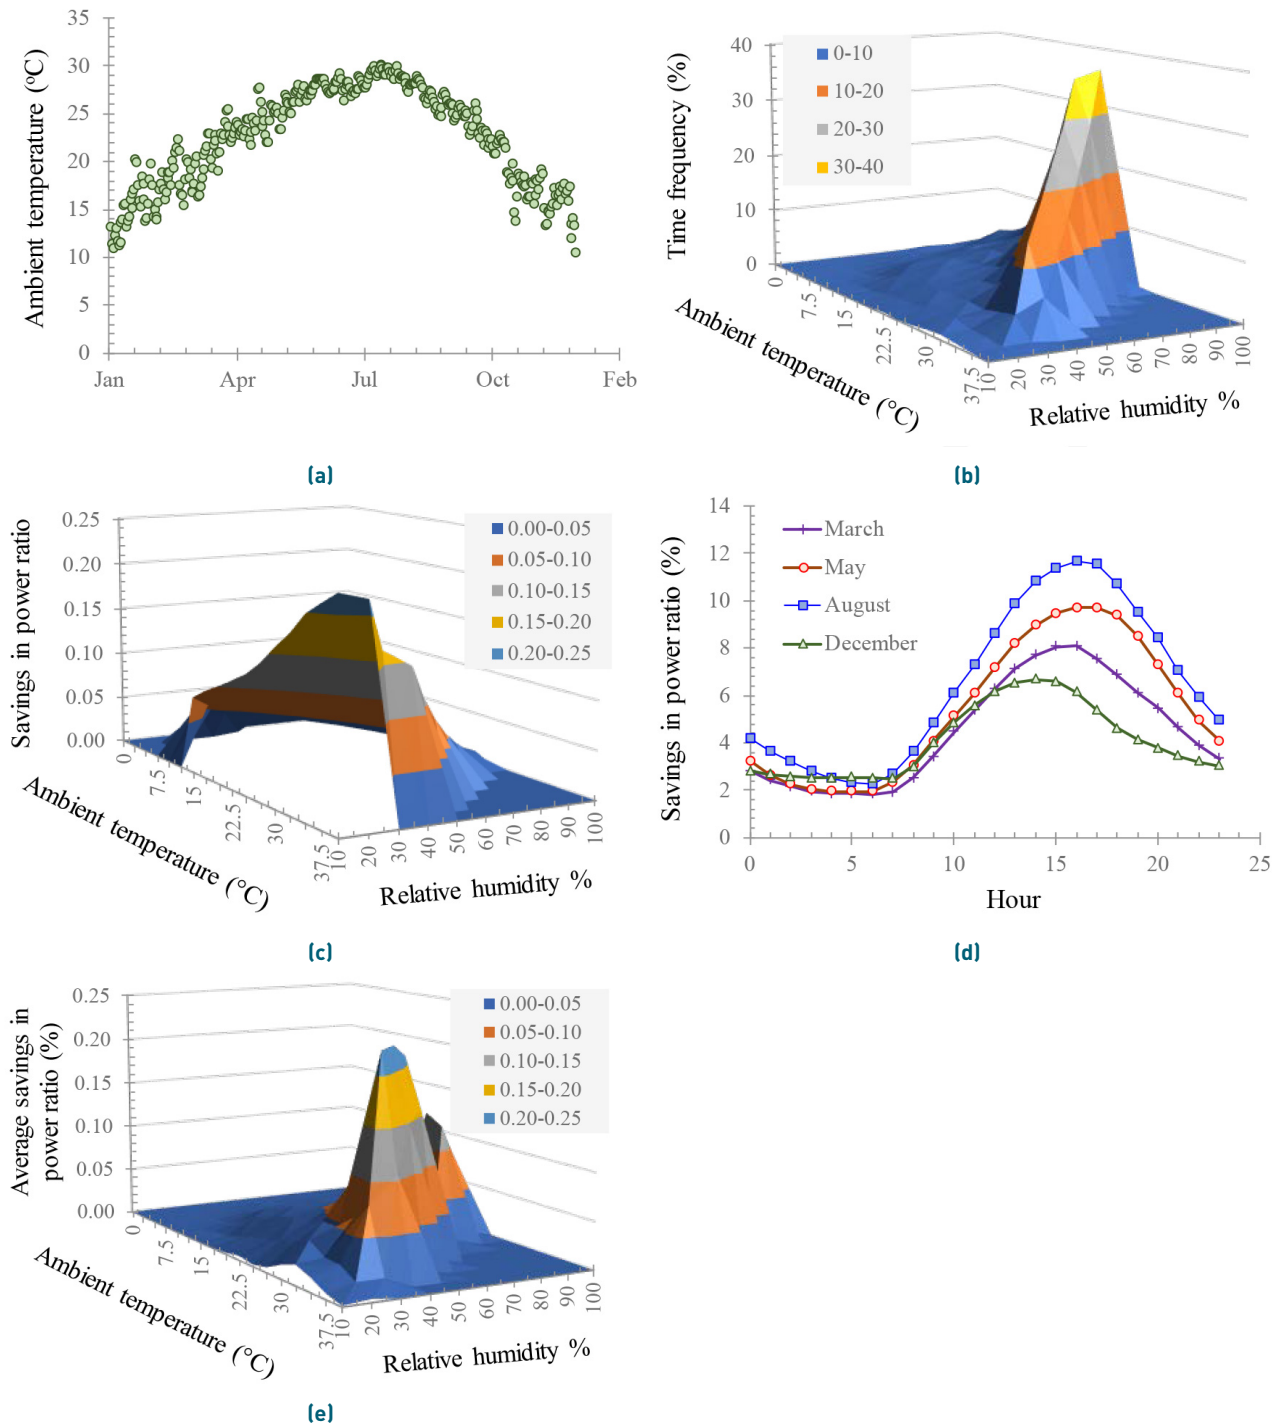 35
30
25
20
15
10
5
0
Ambient temperature (ºC)
Jan Apr Jul Oct Feb
(a)
40
30
20
10
0
Time frequency (%)
0-10
10-20
20-30
30-40
0 7.5 15 22.5 30 37.5
Ambient temperature (°C)
10 20 30 40 50 60 70 80 90 100
Relative humidity %
(b)
0.25
0.20
0.15
0.10
0.05
0.00
Savings in power ratio
0.00-0.05
0.05-0.10
0.10-0.15
0.15-0.20
0.20-0.25
0 7.5 15 22.5 30 37.5
Ambient temperature (°C)
10 20 30 40 50 60 70 80 90 100
Relative humidity %
(c)
14
12
10
8
6
4
2
0
Savings in power ratio (%)
March
May
August
December
0 5 10 15 20 25
Hour
(d)
0.25
0.20
0.15
0.10
0.05
0.00
Average savings in
power ratio (%)
0.00-0.05
0.05-0.10
0.10-0.15
0.15-0.20
0.20-0.25
0 7.5 15 22.5 30 37.5
Ambient temperature (°C)
10 20 30 40 50 60 70 80 90 100
Relative humidity %
(e)